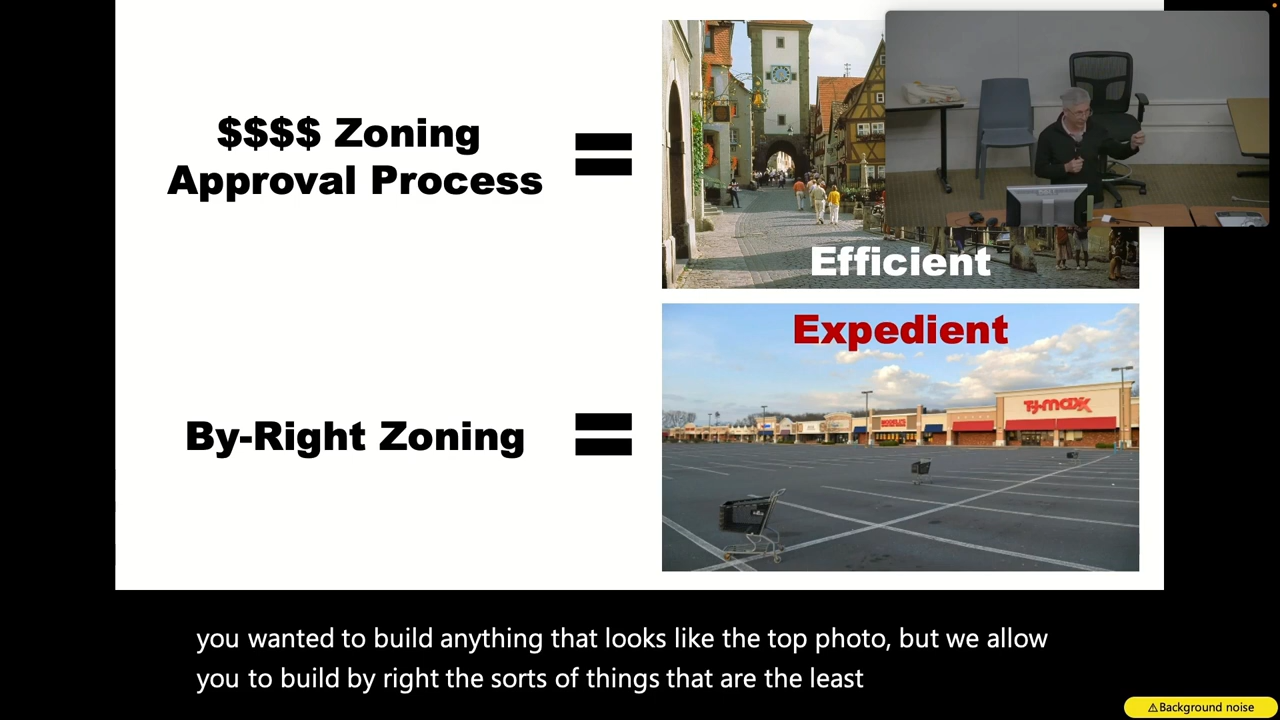 $$$$ Zoning
Approval Process
=
Efficient
Expedient
By-Right Zoning
=
T.J.maxx
MODELL'S
you wanted to build anything that looks like the top photo, but we allow
you to build by right the sorts of things that are the least
⚠Background noise